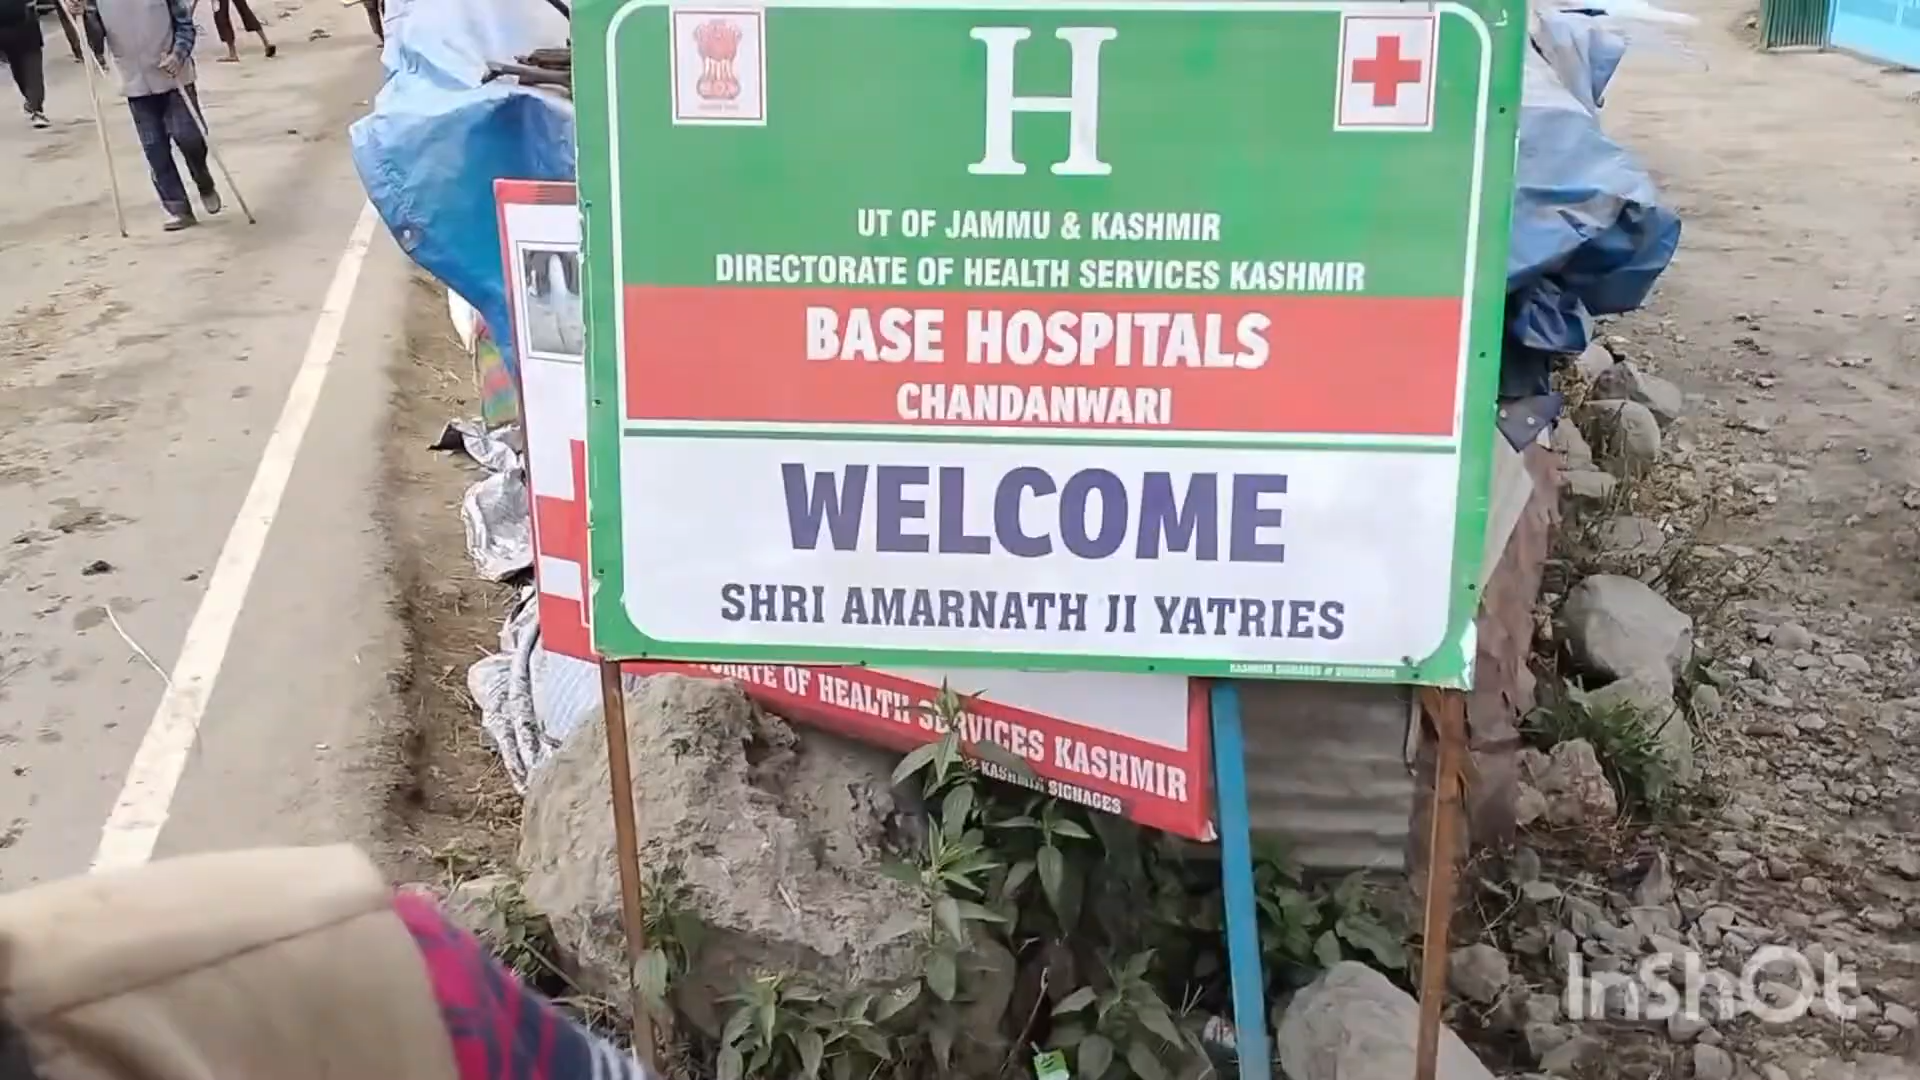 H
UT OF JAMMU & KASHMIR
DIRECTORATE OF HEALTH SERVICES KASHMIR
BASE HOSPITALS
CHANDANWARI
WELCOME
SHRI AMARNATH JI YATRIES
OF HEALTH SERVICES KASHMIR
KASHMIR SIGNAGES
InShOt